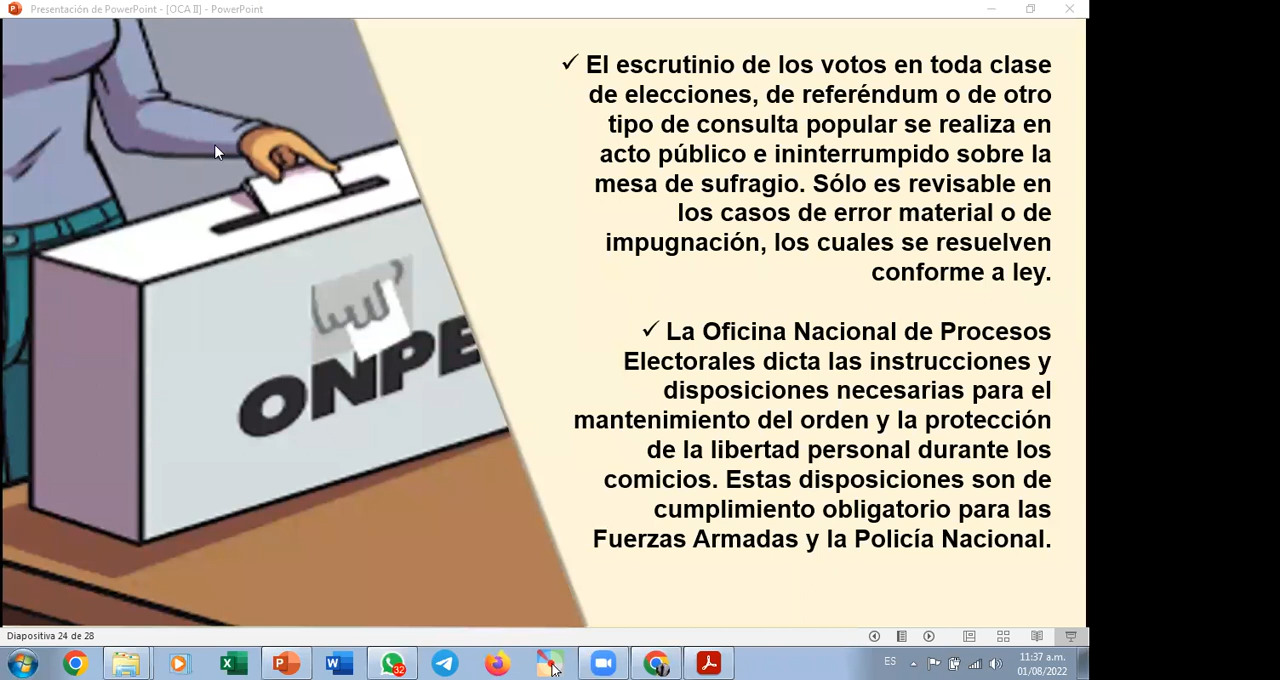 Presentación de PowerPoint - [OCA II] - PowerPoint
✓ El escrutinio de los votos en toda clase
de elecciones, de referéndum o de otro
tipo de consulta popular se realiza en
acto público e ininterrumpido sobre la
mesa de sufragio. Sólo es revisable en
los casos de error material o de
impugnación, los cuales se resuelven
conforme a ley.
✓ La Oficina Nacional de Procesos
Electorales dicta las instrucciones y
disposiciones necesarias para el
mantenimiento del orden y la protección
de la libertad personal durante los
comicios. Estas disposiciones son de
cumplimiento obligatorio para las
Fuerzas Armadas y la Policía Nacional.
ONPE
Diapositiva 24 de 28
32
ES
11:37 a.m.
01/08/2022